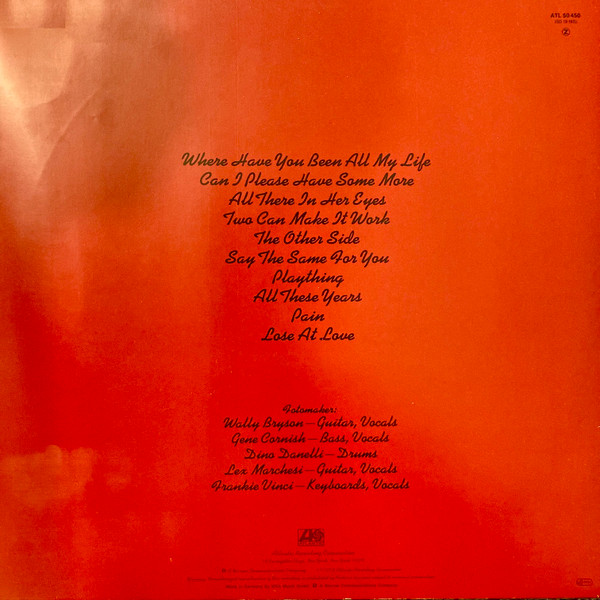 ATL 50 456
Where Have You Been All My Life
Can I Please Have Some More
All There In Her Eyes
Two Can Make It Work
The Other Side
Say The Same For You
Plaything
All These Years
Pain
Lose At Love
Fotomaker:
Wally Bryson—Guitar, Vocals
Gene Cornish—Bass, Vocals
Dino Danelli—Drums
Lex Marchesi—Guitar, Vocals
Frankie Vinci—Keyboards, Vocals